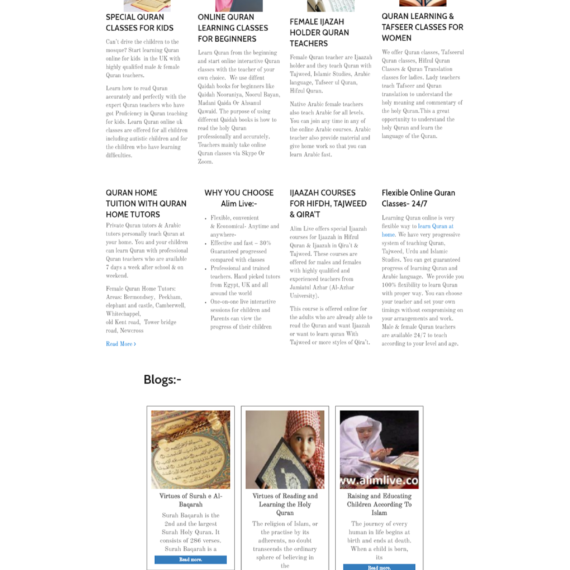 SPECIAL QURAN
CLASSES FOR KIDS
Can't drive the children to the
mosque? Start learning Quran
online for kids in the UK with
highly qualified male & female
Quran teachers.
Learn how to read Quran
accurately and perfectly with the
expert Quran teachers who have
got Proficiency in Quran teaching
for kids. Learn Quran online uk
classes are offered for all children
including autistic children and for
the children who have learning
difficulties.
ONLINE QURAN
LEARNING CLASSES
FOR BEGINNERS
Learn Quran from the beginning
and start online interactive Quran
classes with the teacher of your
own choice. We use diffent
Qaidah books for beginners like
Qaidah Nooraniya, Noorul Bayan,
Madani Qaida Or Ahsanul
Qawaid. The purpose of using
different Qaidah books is how to
read the holy Quran
professionally and accurately.
Teachers mainly take online
Quran classes via Skype Or
Zoom.
FEMALE IJAZAH
HOLDER QURAN
TEACHERS
Female Quran teacher are Ijazah
holder and they teach Quran with
Tajweed, Islamic Studies, Arabic
language, Tafseer ul Quran,
Hifzul Quran.
Native Arabic female teachers
also teach Arabic for all levels.
You can join any time in any of
the online Arabic courses. Arabic
teacher also provide material and
give home work so that you can
learn Arabic fast.
QURAN LEARNING &
TAFSEER CLASSES FOR
WOMEN
We offer Quran classes, Tafseerul
Quran classes, Hifzul Quran
Classes & Quran Translation
classes for ladies. Lady teachers
teach Tafseer and Quran
translation to understand the
holy meaning and commentary of
the holy Quran.This a great
opportunity to understand the
holy Quran and learn the
language of the Quran.
QURAN HOME
TUITION WITH QURAN
HOME TUTORS
Private Quran tutors & Arabic
tutors personally teach Quran at
your home. You and your children
can learn Quran with professional
Quran teachers who are available
7 days a week after school & on
weekend.
Female Quran Home Tutors:
Areas: Bermondsey, Peckham,
elephant and castle, Camberwell,
Whitechappel,
old Kent road, Tower bridge
road, Newcross
Read More »
WHY YOU CHOOSE
Alim Live:-
• Flexible, convenient
& Economical- Anytime and
anywhere-
• Effective and fast – 50%
Guaranteed progressed
compared with classes
• Professional and trained
teachers. Hand picked tutors
from Egypt, UK and all
around the world
• One-on-one live interactive
sessions for children and
Parents can view the
progress of their children
IJAAZAH COURSES
FOR HIFDH, TAJWEED
& QIRA'T
Alim Live offers special Ijazah
courses for Ijazah in Hifzul
Quran & Ijazah in Qira't &
Tajweed. These courses are
offered for males and females
with highly qualified and
experienced teachers from
Jamiatul Azhar (Al-Azhar
University).
This course is offered online for
the adults who are already able to
read the Quran and want Ijazah
or want to learn quran With
Tajweed or more styles of Qira't.
Flexible Online Quran
Classes- 24/7
Learning Quran online is very
flexible way to learn Quran at
home. We have very progressive
system of teaching Quran,
Tajweed, Urdu and Islamic
Studies. You can get guaranteed
progress of learning Quran and
Arabic language. We provide you
100% flexibility to learn Quran
with proper way. You can choose
your teacher and set your own
timings without compromising on
your arrangements and work.
Male & female Quran teachers
are available 24/7 to teach
according to your level and age.
Blogs:-
Virtues of Surah e Al-
Baqarah
Surah Baqarah is the
2nd and the largest
Surah Holy Quran. It
consists of 286 verses.
Surah Baqarah is a
Read more.
Virtues of Reading and
Learning the Holy
Quran
The religion of Islam, or
the practise by its
adherents, no doubt
transcends the ordinary
sphere of believing in
the
www.alimlive.co
Raising and Educating
Children According To
Islam
The journey of every
human in life begins at
birth and ends at death.
When a child is born,
its
Read more.